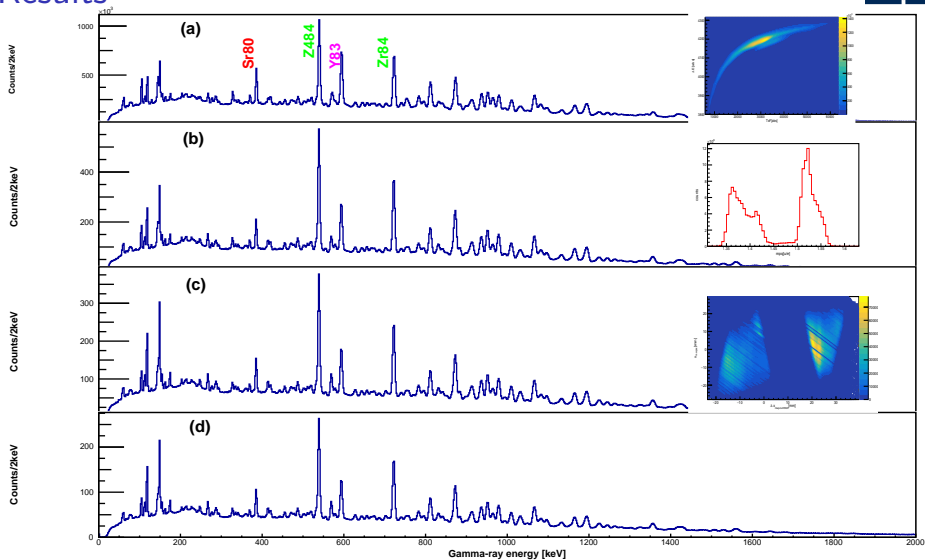 Results
×10³
(a)
Sr80
Z484
Y83
Zr84
1000
500
Counts/2keV
(b)
400
200
Counts/2keV
(c)
300
200
100
Counts/2keV
(d)
200
100
0
Counts/2keV
0 200 400 600 800 1000 1200 1400 1600 1800 2000
Gamma-ray energy [keV]